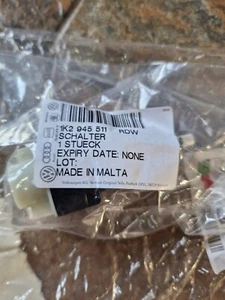 1K2 945 511 RDW
SCHALTER
1 STUECK
EXPIRY DATE: NONE
LOT:
MADE IN MALTA